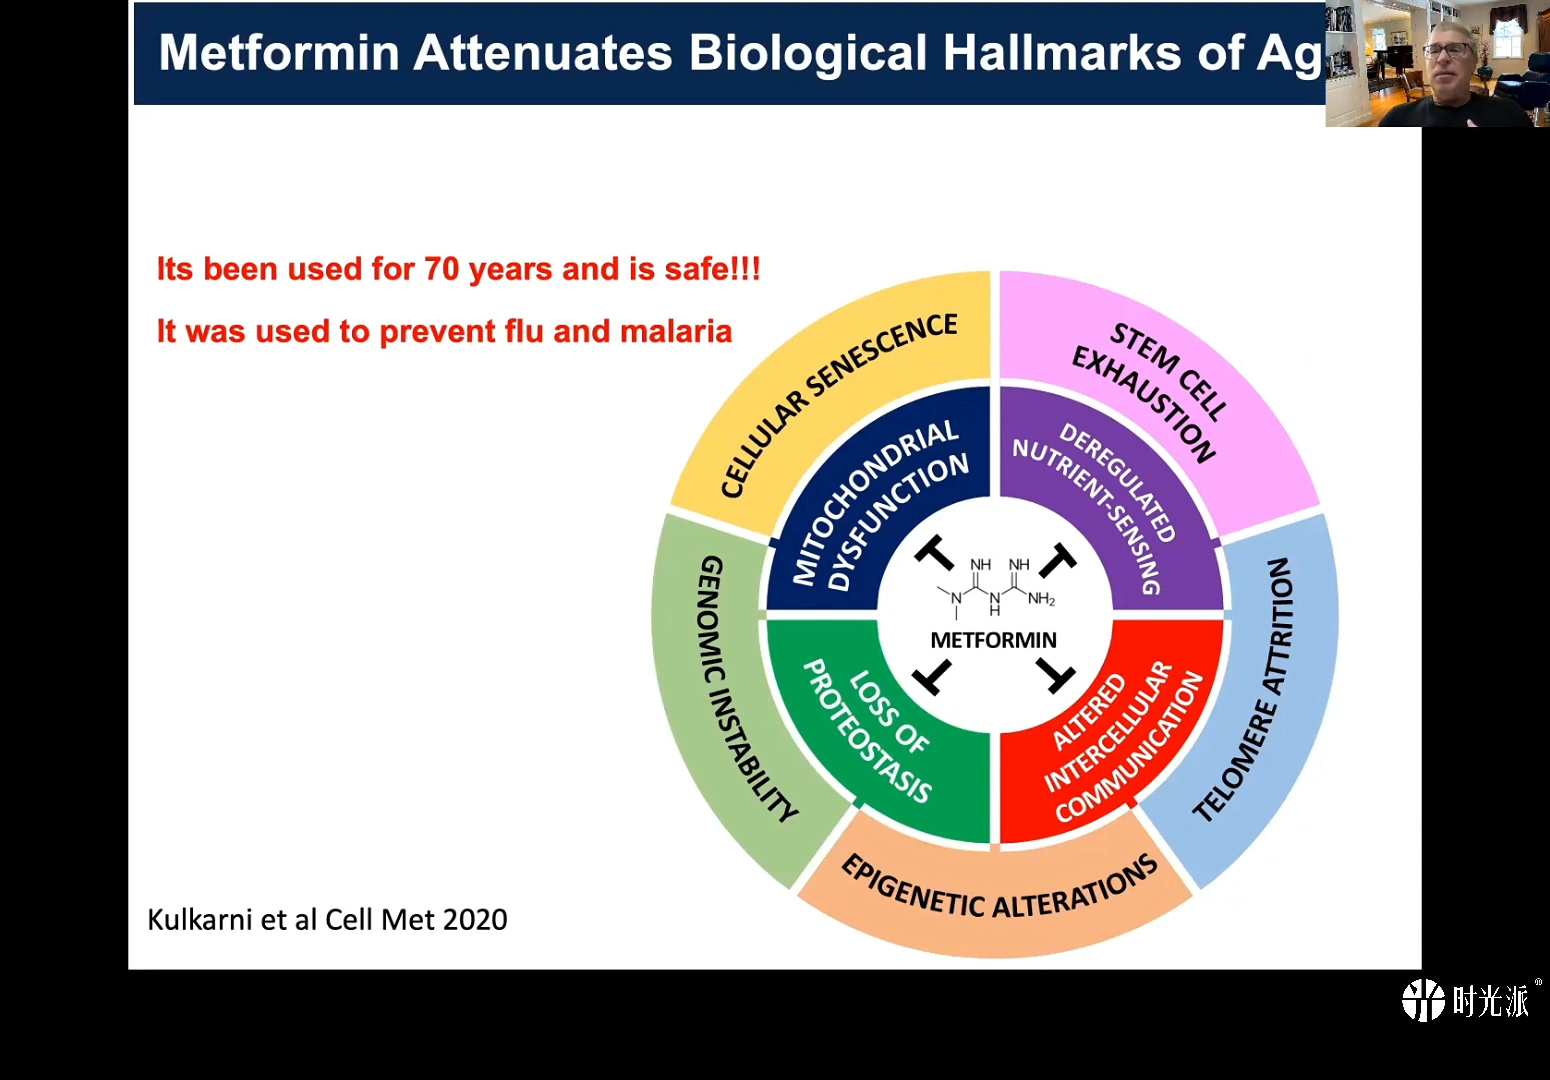 Metformin Attenuates Biological Hallmarks of Ag
Its been used for 70 years and is safe!!!
It was used to prevent flu and malaria
CELLULAR SENESCENCE
STEM CELL
EXHAUSTION
MITOCHONDRIAL
DYSFUNCTION
DEREGULATED
NUTRIENT-SENSING
GENOMIC INSTABILITY
TELOMERE ATTRITION
NH NH
N N NH₂
H
METFORMIN
LOSS OF
PROTEOSTASIS
ALTERED
INTERCELLULAR
COMMUNICATION
EPIGENETIC ALTERATIONS
Kulkarni et al Cell Met 2020
时光派®